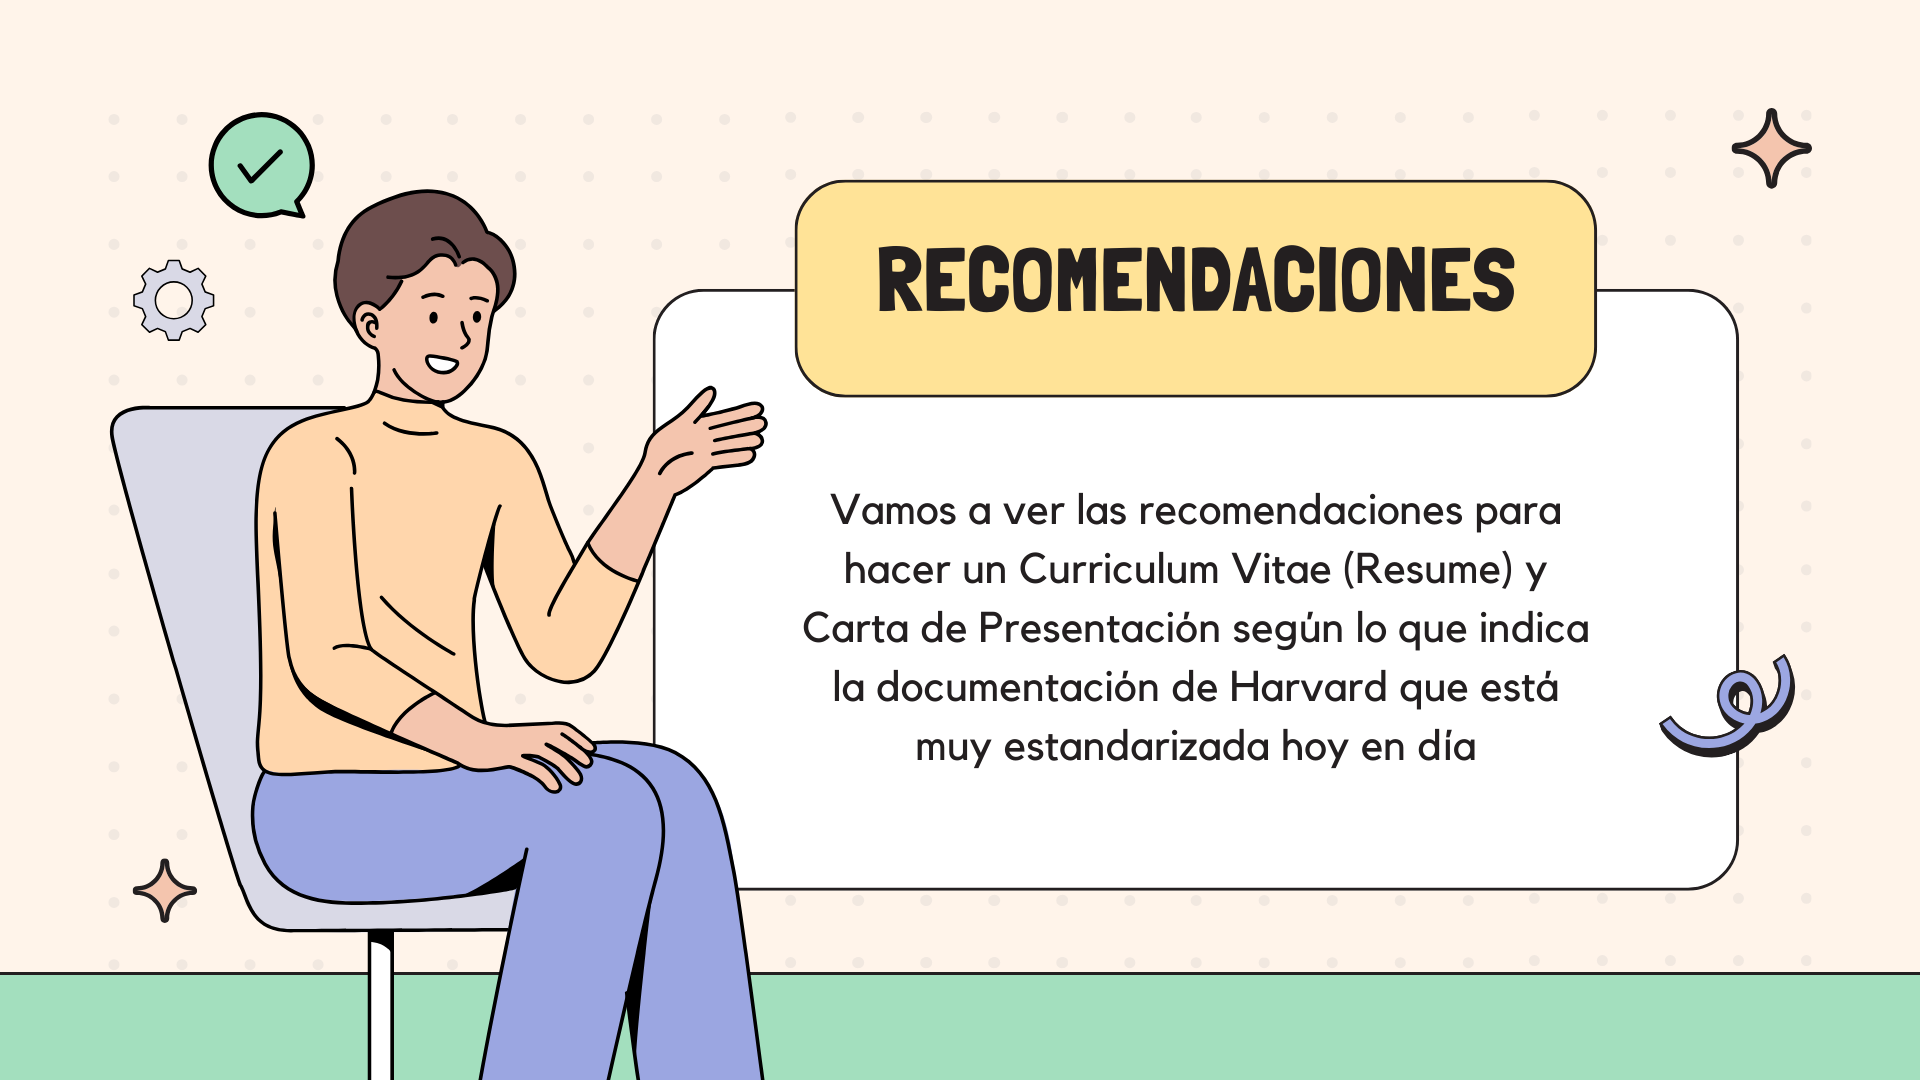 RECOMENDACIONES
Vamos a ver las recomendaciones para
hacer un Curriculum Vitae (Resume) y
Carta de Presentación según lo que indica
la documentación de Harvard que está
muy estandarizada hoy en día